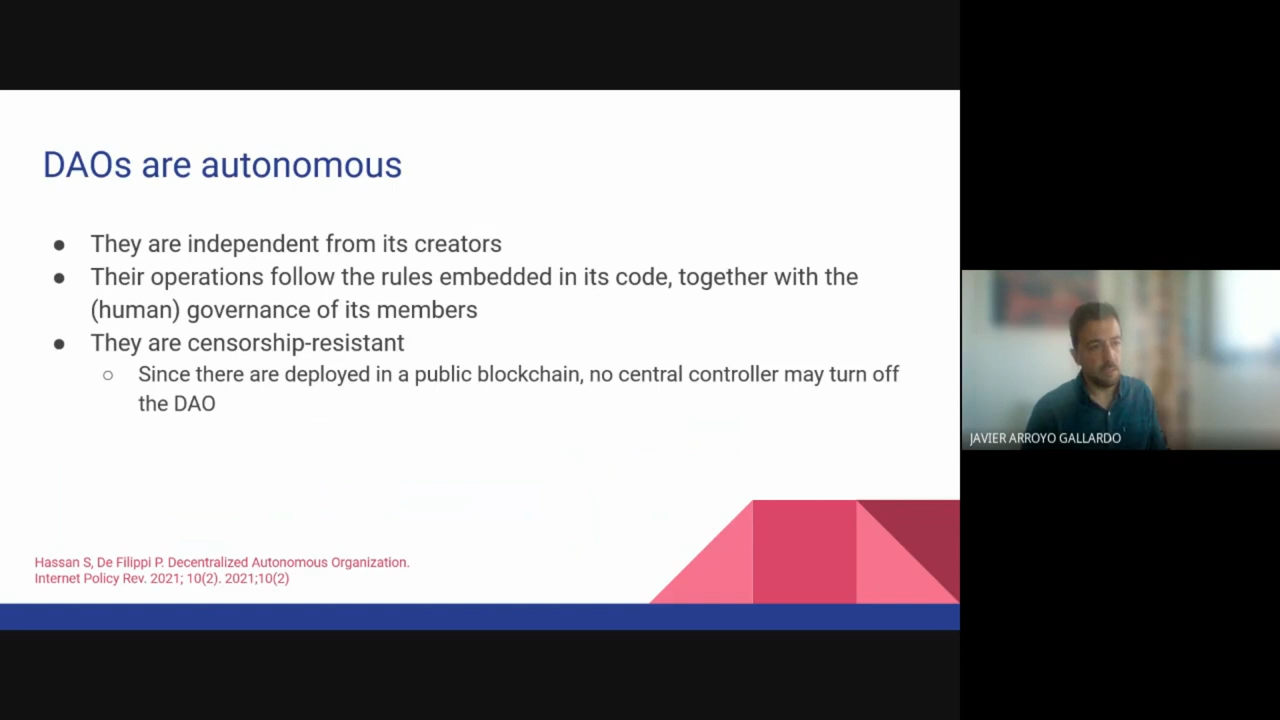 DAOs are autonomous
● They are independent from its creators
● Their operations follow the rules embedded in its code, together with the
(human) governance of its members
● They are censorship-resistant
○ Since there are deployed in a public blockchain, no central controller may turn off
the DAO
Hassan S, De Filippi P. Decentralized Autonomous Organization.
Internet Policy Rev. 2021; 10(2). 2021;10(2)
JAVIER ARROYO GALLARDO